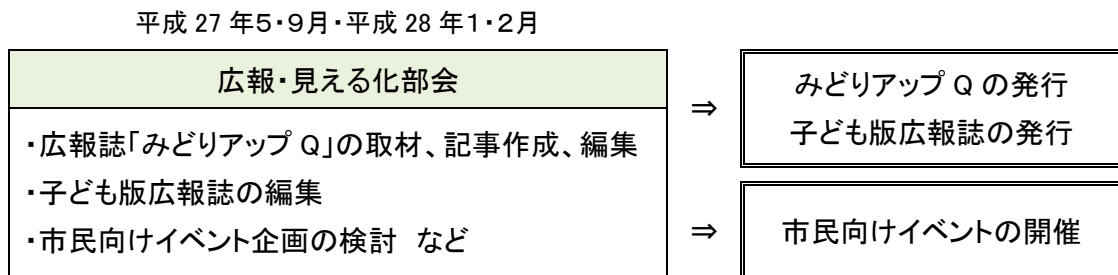 平成 27 年5・9月・平成 28 年1・2月
広報・見える化部会
・広報誌「みどりアップ Q」の取材、記事作成、編集
・子ども版広報誌の編集
・市民向けイベント企画の検討 など
⇒
みどりアップ Q の発行
子ども版広報誌の発行
⇒
市民向けイベントの開催